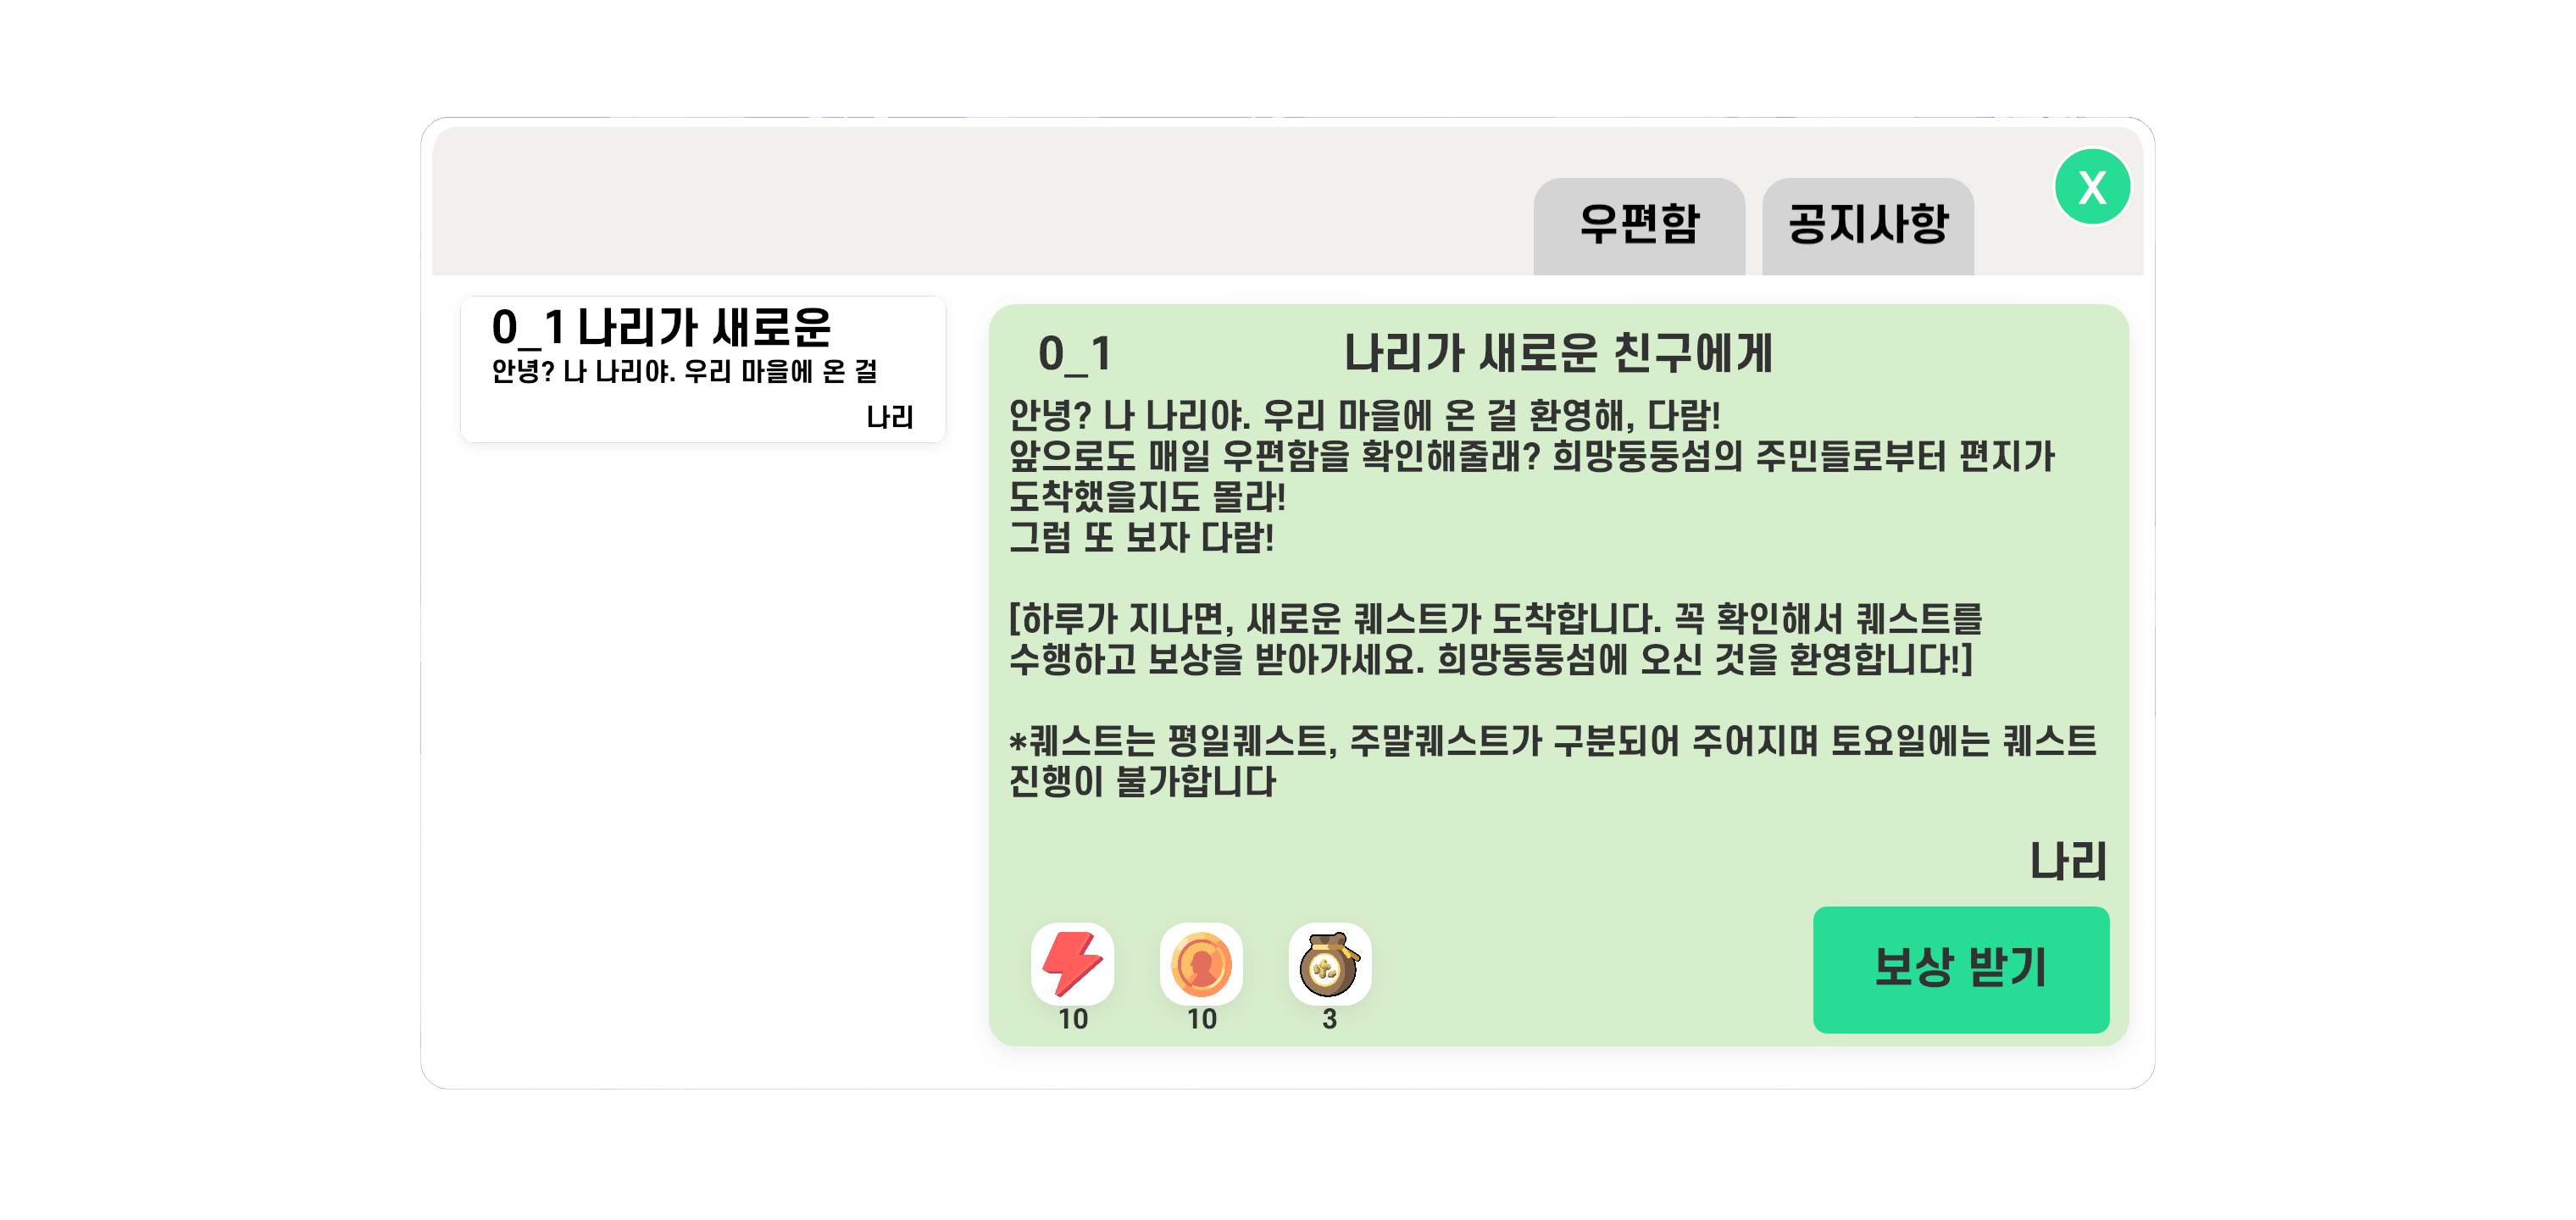 우편함
공지사항
X
0_1 나리가 새로운
안녕? 나 나리야. 우리 마을에 온 걸
나리
0_1
나리가 새로운 친구에게
안녕? 나 나리야. 우리 마을에 온 걸 환영해, 다람!
앞으로도 매일 우편함을 확인해줄래? 희망둥둥섬의 주민들로부터 편지가
도착했을지도 몰라!
그럼 또 보자 다람!
[하루가 지나면, 새로운 퀘스트가 도착합니다. 꼭 확인해서 퀘스트를
수행하고 보상을 받아가세요. 희망둥둥섬에 오신 것을 환영합니다!]
*퀘스트는 평일퀘스트, 주말퀘스트가 구분되어 주어지며 토요일에는 퀘스트
진행이 불가합니다
나리
10
10
3
보상 받기